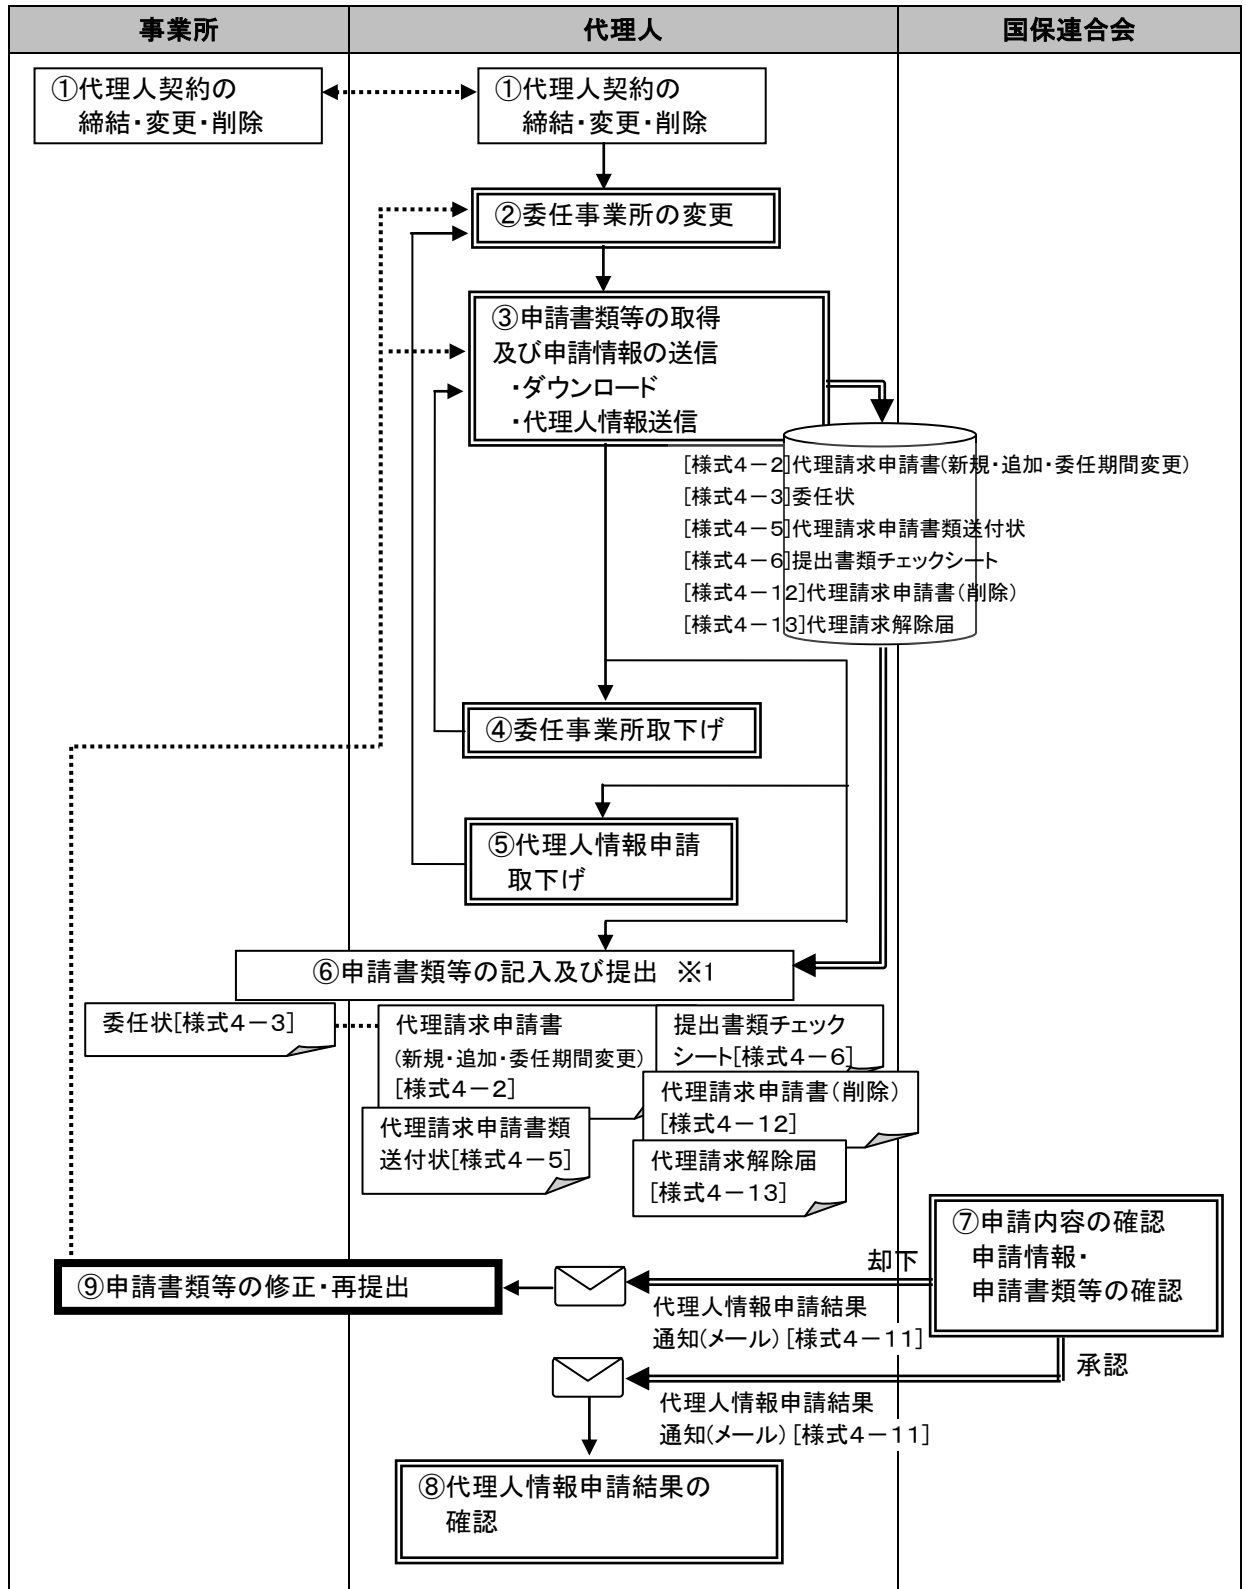 事業所
代理人
国保連合会
①代理人契約の
締結・変更・削除
①代理人契約の
締結・変更・削除
②委任事業所の変更
③申請書類等の取得
及び申請情報の送信
・ダウンロード
・代理人情報送信
[様式4－2]代理請求申請書(新規・追加・委任期間変更)
[様式4－3]委任状
[様式4－5]代理請求申請書類送付状
[様式4－6]提出書類チェックシート
[様式4－12]代理請求申請書(削除)
[様式4－13]代理請求解除届
④委任事業所取下げ
⑤代理人情報申請
取下げ
⑥申請書類等の記入及び提出 ※1
委任状[様式4－3]
代理請求申請書
(新規・追加・委任期間変更)
[様式4－2]
提出書類チェック
シート[様式4－6]
代理請求申請書(削除)
[様式4－12]
代理請求申請書類
送付状[様式4－5]
代理請求解除届
[様式4－13]
⑦申請内容の確認
申請情報・
申請書類等の確認
却下
⑨申請書類等の修正・再提出
代理人情報申請結果
通知(メール)[様式4－11]
承認
代理人情報申請結果
通知(メール)[様式4－11]
⑧代理人情報申請結果の
確認